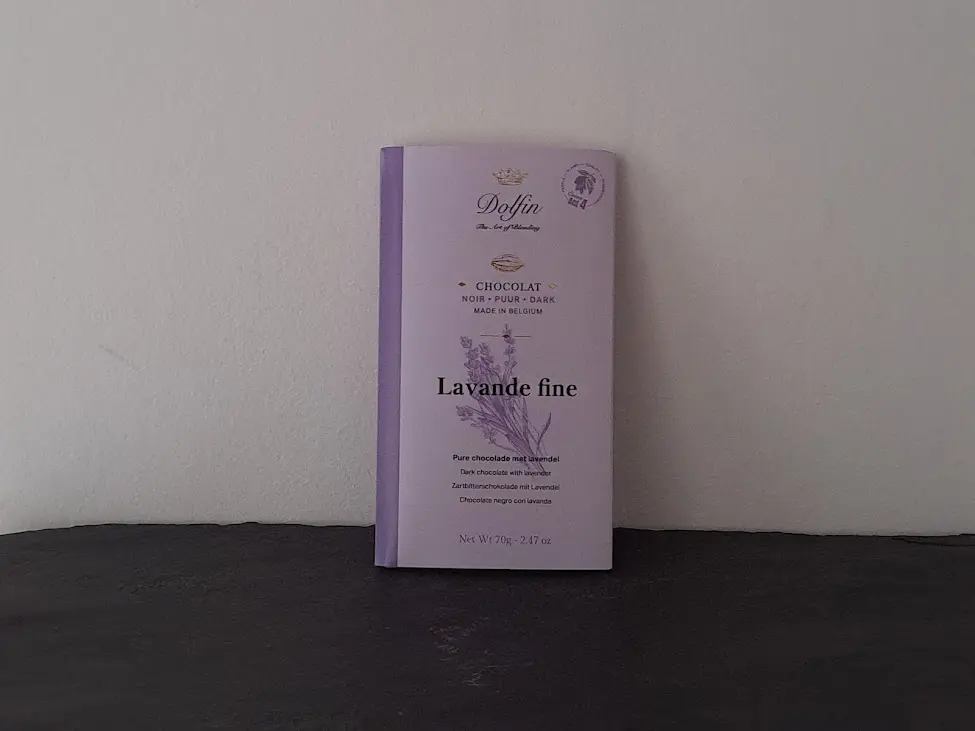 Dolfin
The Art of Blending
CHOCOLAT
NOIR • PUUR • DARK
MADE IN BELGIUM
Lavande fine
Pure chocolade met lavendel
Dark chocolate with lavender
Zartbitterschokolade mit Lavendel
Chocolate negro con lavanda
Net Wt 70g - 2.47 oz